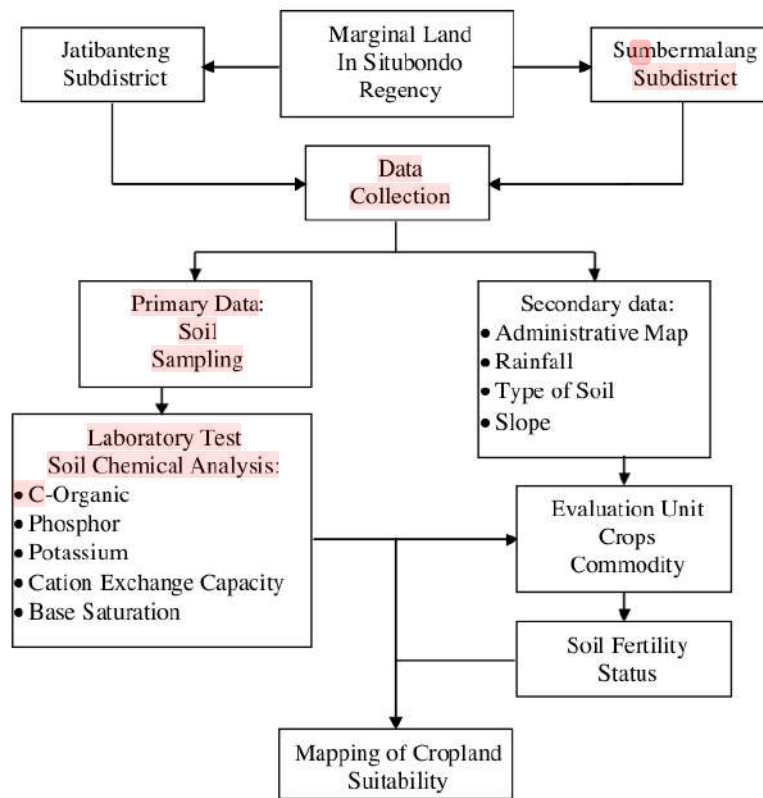 Jatibanteng
Subdistrict
Marginal Land
In Situbondo
Regency
Sumbermalang
Subdistrict
Data
Collection
Primary Data:
Soil
Sampling
Secondary data:
• Administrative Map
• Rainfall
• Type of Soil
• Slope
Laboratory Test
Soil Chemical Analysis:
• C-Organic
• Phosphor
• Potassium
• Cation Exchange Capacity
• Base Saturation
Evaluation Unit
Crops
Commodity
Soil Fertility
Status
Mapping of Cropland
Suitability